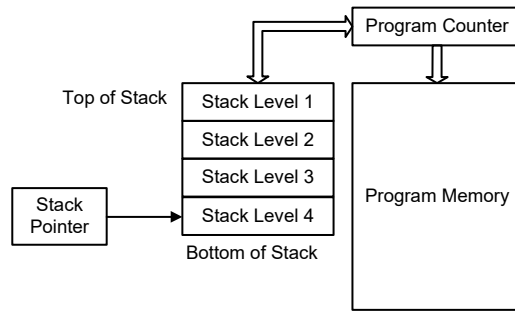 Program Counter
Top of Stack
Stack Level 1
Stack Level 2
Stack Level 3
Stack Level 4
Stack
Pointer
Bottom of Stack
Program Memory